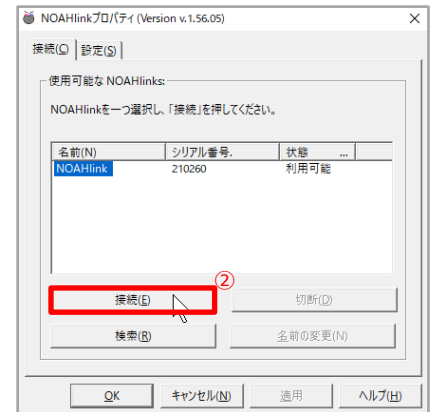 NOAHlinkプロパティ (Version v.1.56.05)
接続(C) 設定(S)
使用可能な NOAHlinks:
NOAHlinkを一つ選択し、「接続」を押してください。
名前(N) シリアル番号. 状態 ...
NOAHlink 210260 利用可能
②
接続(E) 切断(D)
検索(R) 名前の変更(N)
OK キャンセル(N) 適用 ヘルプ(H)